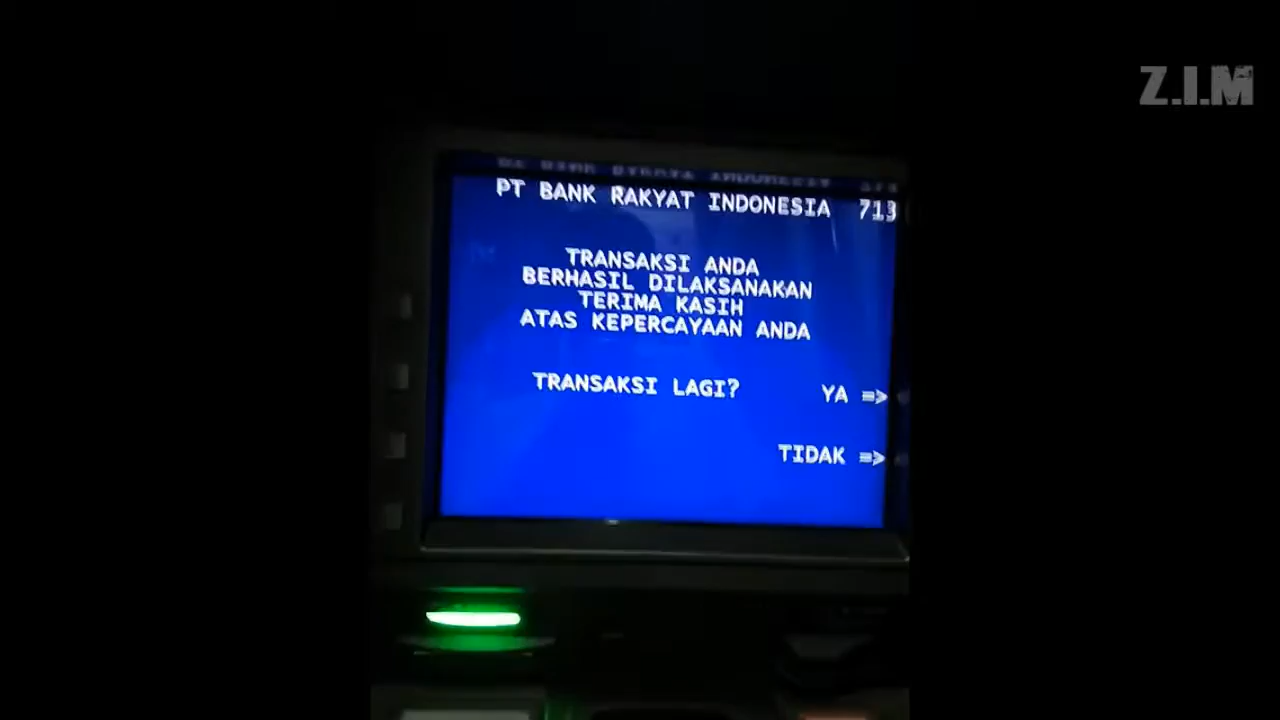 Z.I.M
PT BANK RAKYAT INDONESIA 713
TRANSAKSI ANDA
BERHASIL DILAKSANAKAN
TERIMA KASIH
ATAS KEPERCAYAAN ANDA
TRANSAKSI LAGI? YA =>
TIDAK =>